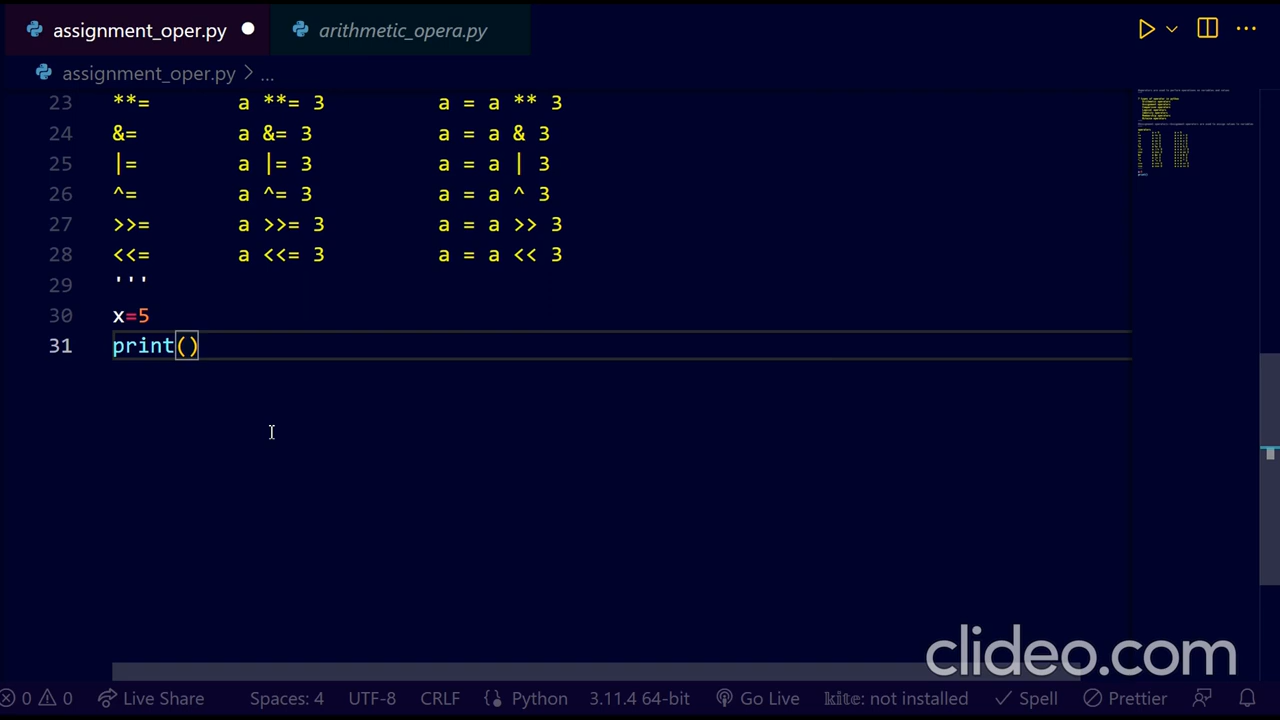 assignment_oper.py
arithmetic_opera.py
assignment_oper.py > ...
23 **= a **= 3 a = a ** 3
24 &= a &= 3 a = a & 3
25 |= a |= 3 a = a | 3
26 ^= a ^= 3 a = a ^ 3
27 >>= a >>= 3 a = a >> 3
28 <<= a <<= 3 a = a << 3
29 '''
30 x=5
31 print()
clideo.com
0 0 Live Share Spaces: 4 UTF-8 CRLF {} Python 3.11.4 64-bit Go Live kite: not installed Spell Prettier